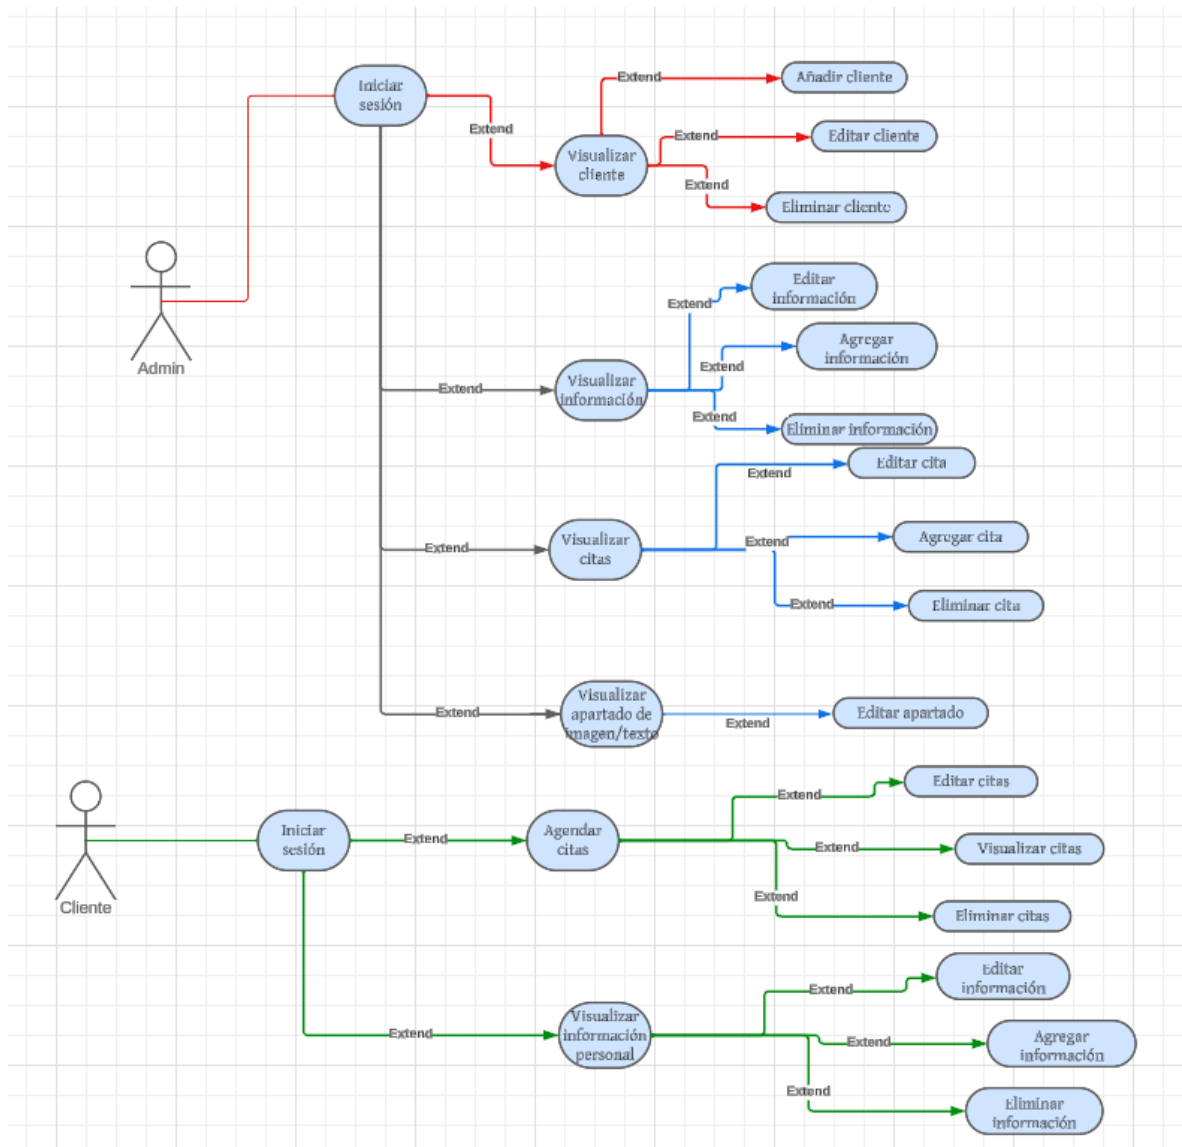 Iniciar
sesión
Extend
Añadir cliente
Extend
Extend
Editar cliente
Visualizar
cliente
Extend
Eliminar cliente
Admin
Editar
información
Extend
Agregar
información
Extend
Extend
Visualizar
información
Extend
Eliminar información
Editar cita
Extend
Extend
Visualizar
citas
Extend
Agregar cita
Extend
Eliminar cita
Extend
Visualizar
apartado de
imagen/texto
Extend
Editar apartado
Cliente
Iniciar
sesión
Extend
Agendar
citas
Extend
Editar citas
Extend
Visualizar citas
Extend
Eliminar citas
Extend
Visualizar
información
personal
Extend
Editar
información
Extend
Agregar
información
Extend
Eliminar
información